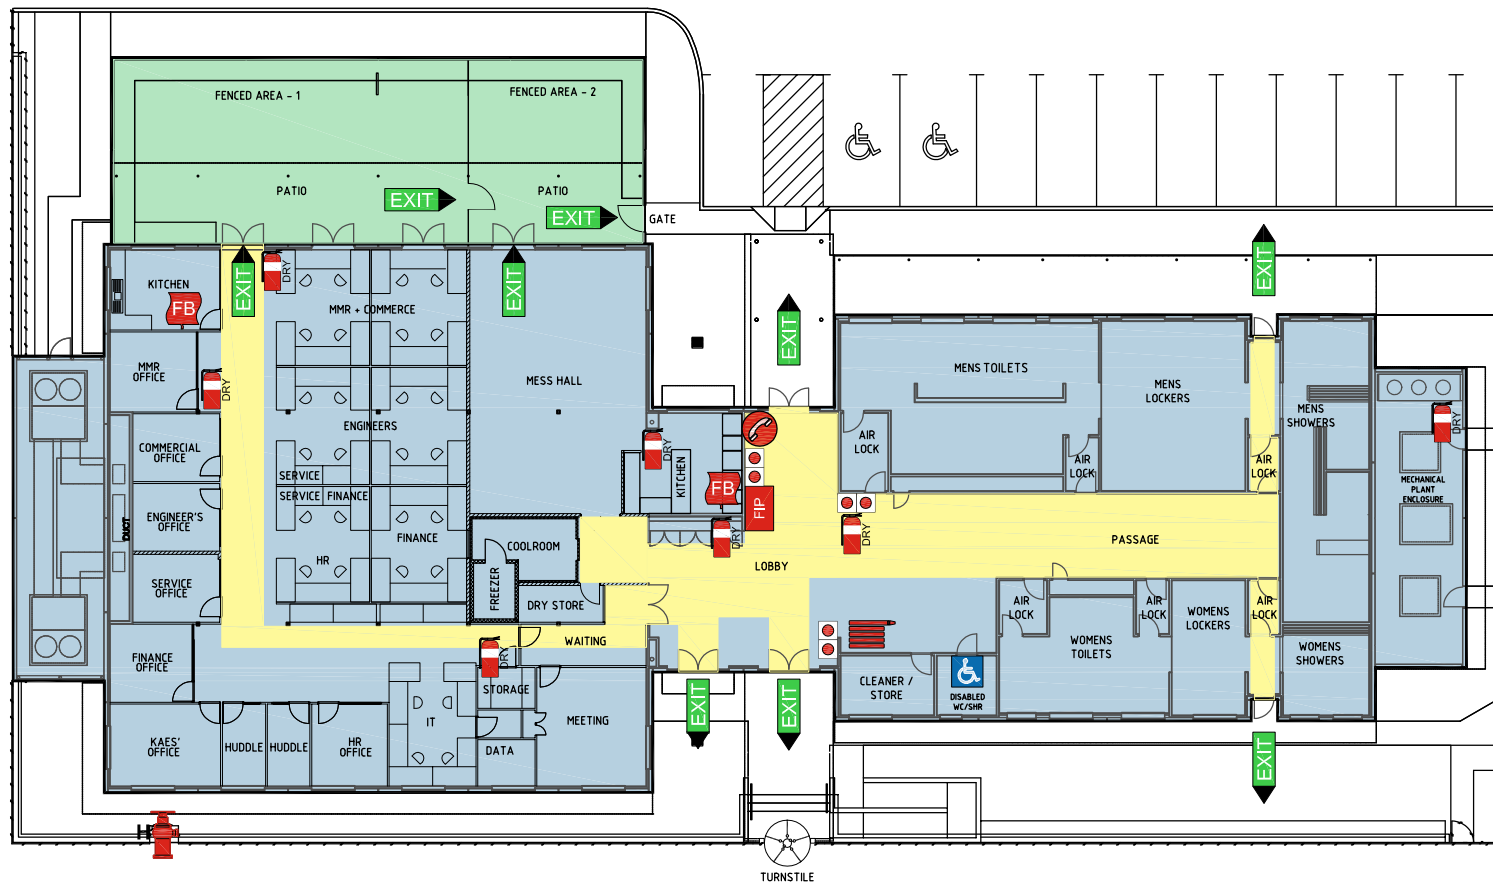 FENCED AREA - 1
FENCED AREA - 2
PATIO
EXIT
PATIO
EXIT
GATE
EXIT
DRY
EXIT
EXIT
EXIT
KITCHEN
FB
MMR + COMMERCE
MMR
OFFICE
DRY
MESS HALL
MENS TOILETS
MENS
LOCKERS
MENS
SHOWERS
DRY
ENGINEERS
COMMERCIAL
OFFICE
DRY
KITCHEN
FB
AIR
LOCK
AIR
LOCK
AIR
LOCK
SERVICE
SERVICE
FINANCE
MECHANICAL
PLANT
ENCLOSURE
FIP
ENGINEER'S
OFFICE
DUCT
FINANCE
COOLROOM
DRY
DRY
PASSAGE
HR
LOBBY
SERVICE
OFFICE
FREEZER
DRY STORE
AIR
LOCK
AIR
LOCK
WOMENS
LOCKERS
AIR
LOCK
WAITING
WOMENS
TOILETS
WOMENS
SHOWERS
FINANCE
OFFICE
DRY
STORAGE
CLEANER /
STORE
DISABLED
WC/SHR
EXIT
EXIT
IT
MEETING
KAES'
OFFICE
HUDDLE
HUDDLE
HR
OFFICE
DATA
EXIT
TURNSTILE